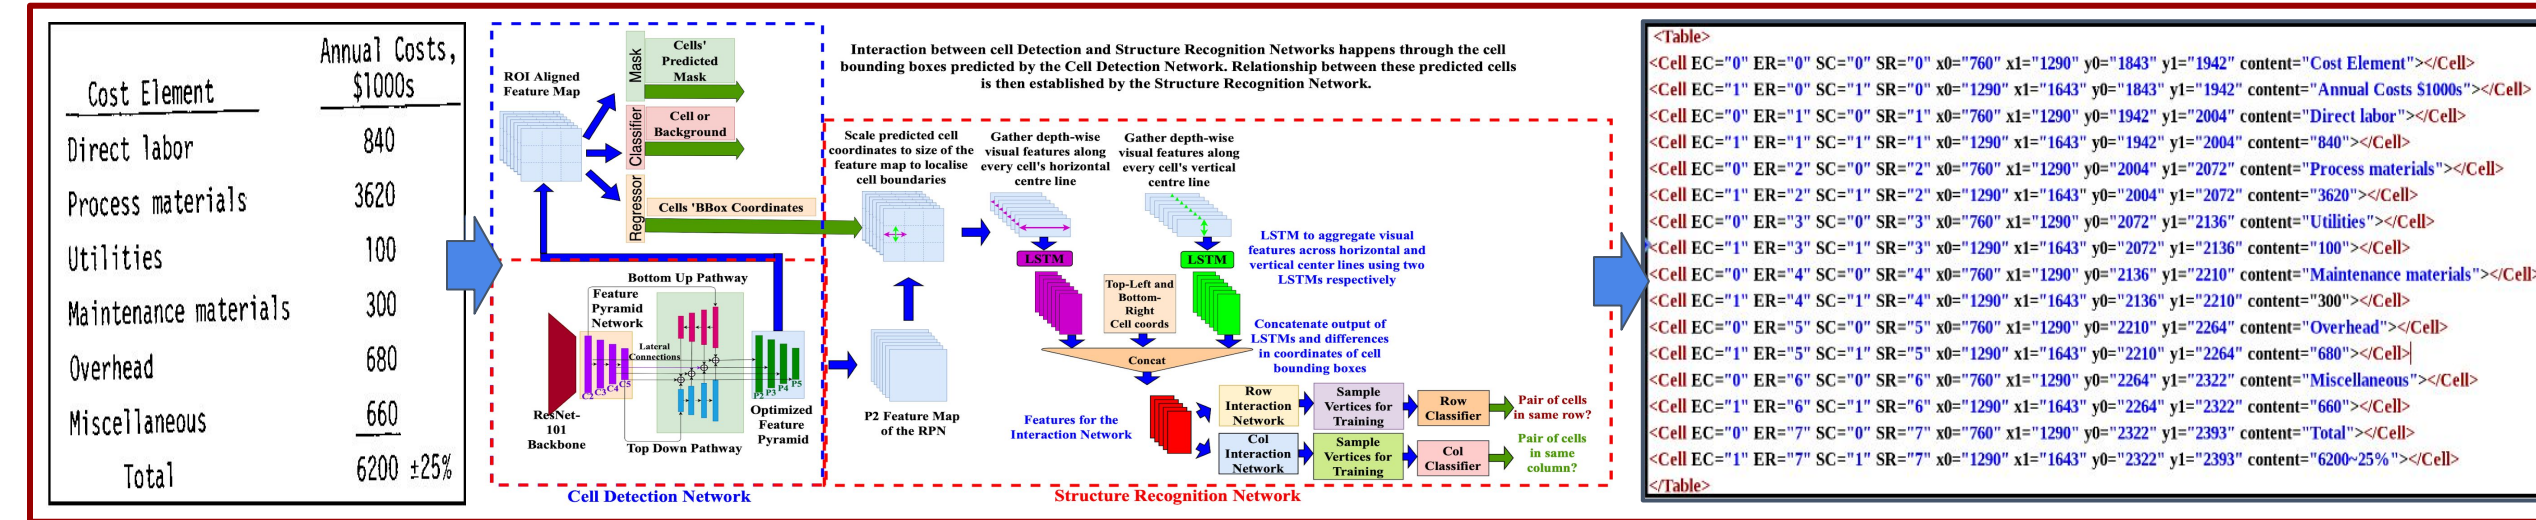 Annual Costs,
Cost Element $1000s
Direct labor 840
Process materials 3620
Utilities 100
Maintenance materials 300
Overhead 680
Miscellaneous 660
Total 6200 ±25%
ROI Aligned
Feature Map
Mask
Cells'
Predicted
Mask
Classifier
Cell or
Background
Regressor
Cells 'BBox Coordinates
Bottom Up Pathway
Feature
Pyramid
Network
Lateral
Connections
C2 C3 C4 C5
P2 P3 P4 P5
ResNet-
101
Backbone
Top Down Pathway
Optimized
Feature
Pyramid
Cell Detection Network
Interaction between cell Detection and Structure Recognition Networks happens through the cell
bounding boxes predicted by the Cell Detection Network. Relationship between these predicted cells
is then established by the Structure Recognition Network.
Scale predicted cell
coordinates to size of the
feature map to localise
cell boundaries
Gather depth-wise
visual features along
every cell's horizontal
centre line
Gather depth-wise
visual features along
every cell's vertical
centre line
LSTM
LSTM
LSTM to aggregate visual
features across horizontal and
vertical center lines using two
LSTMs respectively
Top-Left and
Bottom-
Right
Cell coords
Concatenate output of
LSTMs and differences
in coordinates of cell
bounding boxes
Concat
P2 Feature Map
of the RPN
Features for the
Interaction Network
Row
Interaction
Network
Sample
Vertices for
Training
Row
Classifier
Pair of cells
in same row?
Col
Interaction
Network
Sample
Vertices for
Training
Col
Classifier
Pair of cells
in same
column?
Structure Recognition Network
<Table>
<Cell EC="0" ER="0" SC="0" SR="0" x0="760" x1="1290" y0="1843" y1="1942" content="Cost Element"></Cell>
<Cell EC="1" ER="0" SC="1" SR="0" x0="1290" x1="1643" y0="1843" y1="1942" content="Annual Costs $1000s"></Cell>
<Cell EC="0" ER="1" SC="0" SR="1" x0="760" x1="1290" y0="1942" y1="2004" content="Direct labor"></Cell>
<Cell EC="1" ER="1" SC="1" SR="1" x0="1290" x1="1643" y0="1942" y1="2004" content="840"></Cell>
<Cell EC="0" ER="2" SC="0" SR="2" x0="760" x1="1290" y0="2004" y1="2072" content="Process materials"></Cell>
<Cell EC="1" ER="2" SC="1" SR="2" x0="1290" x1="1643" y0="2004" y1="2072" content="3620"></Cell>
<Cell EC="0" ER="3" SC="0" SR="3" x0="760" x1="1290" y0="2072" y1="2136" content="Utilities"></Cell>
<Cell EC="1" ER="3" SC="1" SR="3" x0="1290" x1="1643" y0="2072" y1="2136" content="100"></Cell>
<Cell EC="0" ER="4" SC="0" SR="4" x0="760" x1="1290" y0="2136" y1="2210" content="Maintenance materials"></Cell>
<Cell EC="1" ER="4" SC="1" SR="4" x0="1290" x1="1643" y0="2136" y1="2210" content="300"></Cell>
<Cell EC="0" ER="5" SC="0" SR="5" x0="760" x1="1290" y0="2210" y1="2264" content="Overhead"></Cell>
<Cell EC="1" ER="5" SC="1" SR="5" x0="1290" x1="1643" y0="2210" y1="2264" content="680"></Cell>
<Cell EC="0" ER="6" SC="0" SR="6" x0="760" x1="1290" y0="2264" y1="2322" content="Miscellaneous"></Cell>
<Cell EC="1" ER="6" SC="1" SR="6" x0="1290" x1="1643" y0="2264" y1="2322" content="660"></Cell>
<Cell EC="0" ER="7" SC="0" SR="7" x0="760" x1="1290" y0="2322" y1="2393" content="Total"></Cell>
<Cell EC="1" ER="7" SC="1" SR="7" x0="1290" x1="1643" y0="2322" y1="2393" content="6200~25%"></Cell>
</Table>